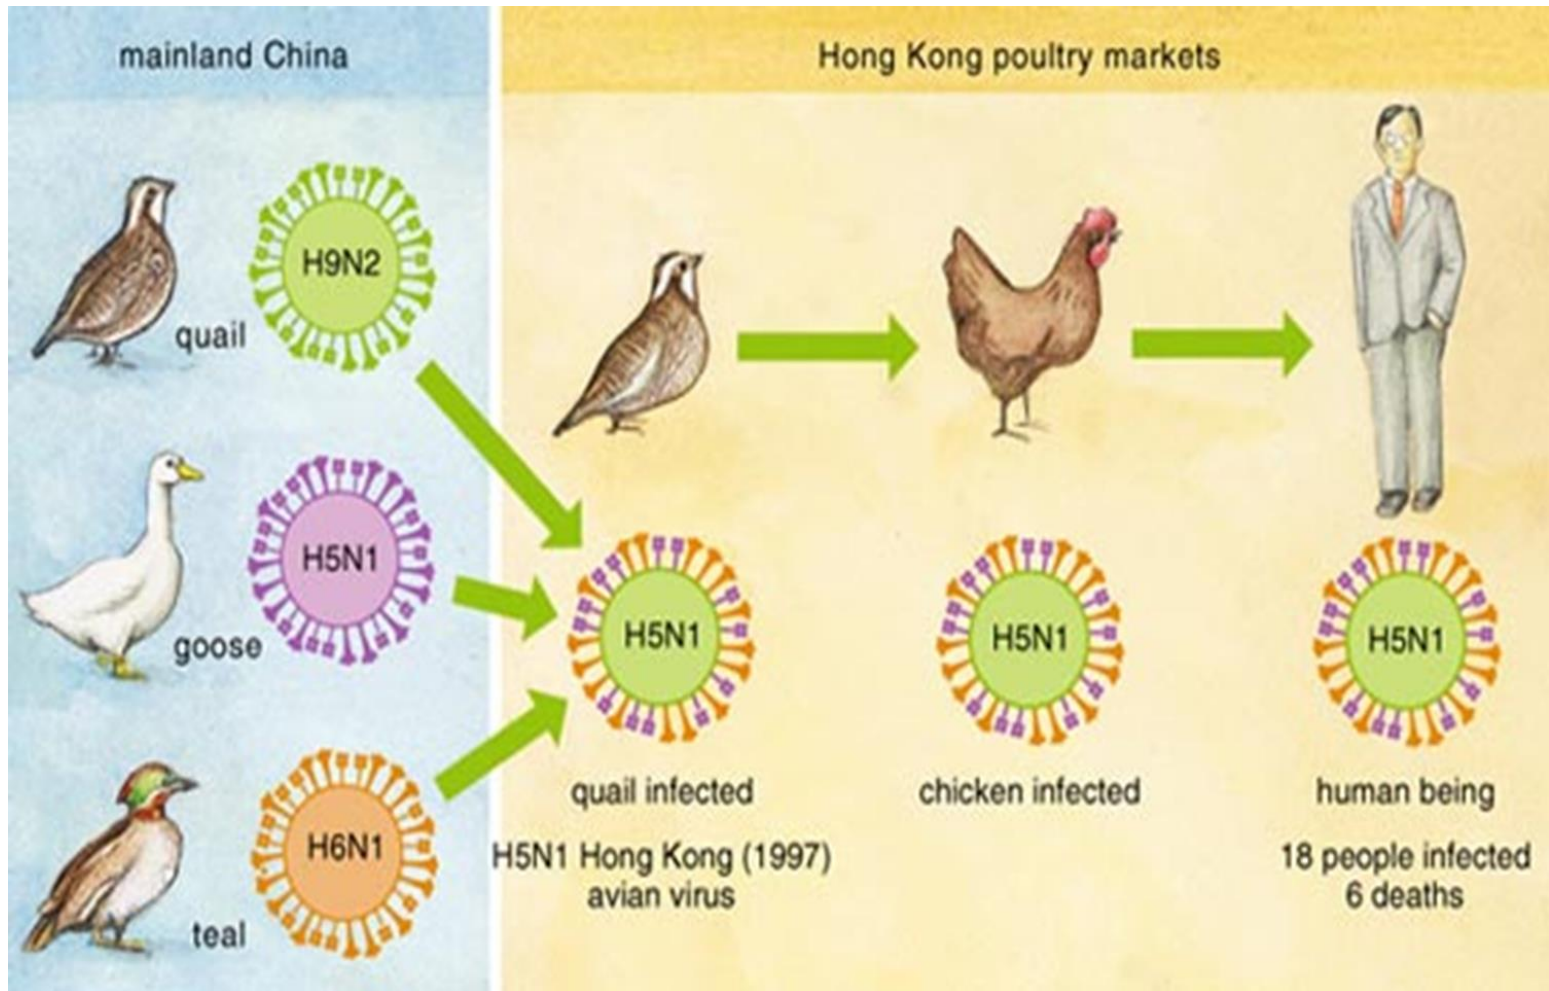 mainland China
Hong Kong poultry markets
H9N2
quail
H5N1
goose
H6N1
teal
H5N1
H5N1
H5N1
quail infected
chicken infected
human being
H5N1 Hong Kong (1997)
avian virus
18 people infected
6 deaths